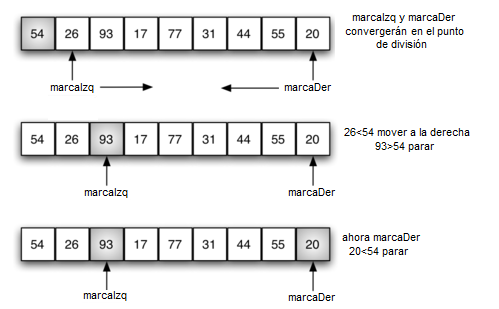 54 26 93 17 77 31 44 55 20
marcaIzq y marcaDer
convergerán en el punto
de división
marcaIzq marcaDer
54 26 93 17 77 31 44 55 20
26<54 mover a la derecha
93>54 parar
marcaIzq marcaDer
54 26 93 17 77 31 44 55 20
ahora marcaDer
20<54 parar
marcaIzq marcaDer